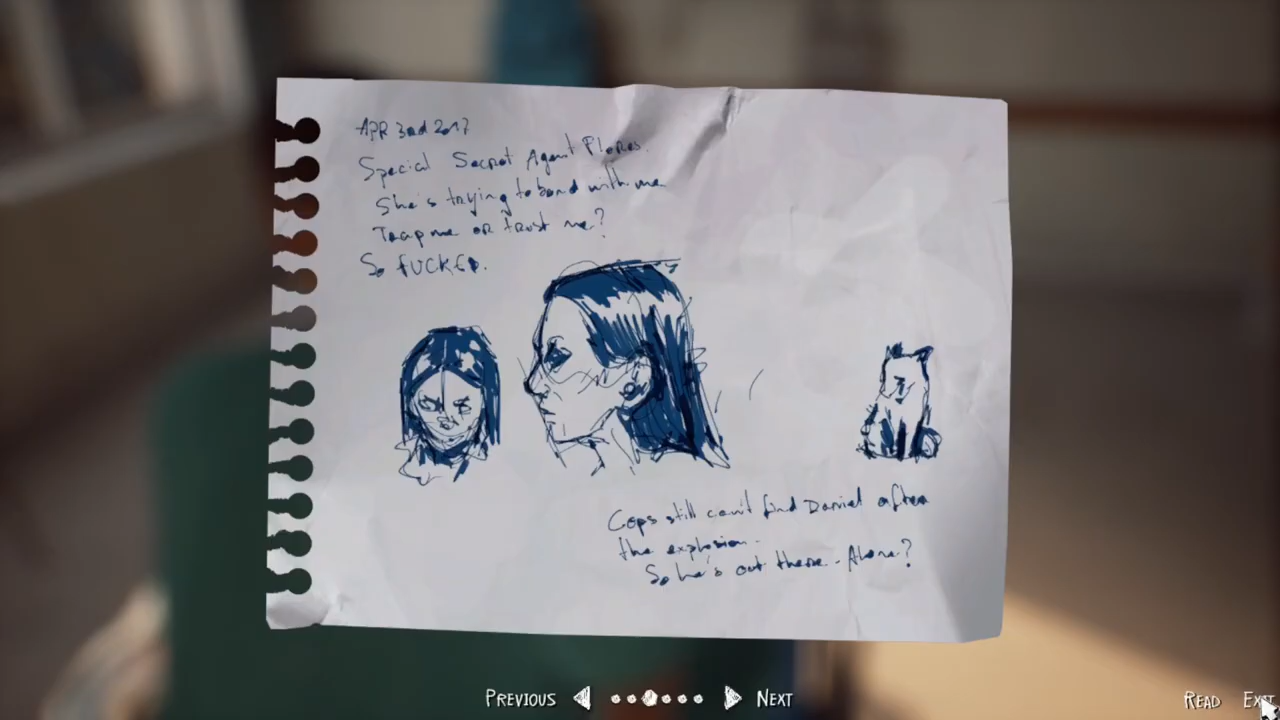 APR 3rd 2017
Special Secret Agent Flores.
She's trying to bond with me
Trap me or trust me?
So FUCKED.
Cops still can't find Daniel after
the explosion.
So he's out there. Alone?
PREVIOUS NEXT
READ EXIT